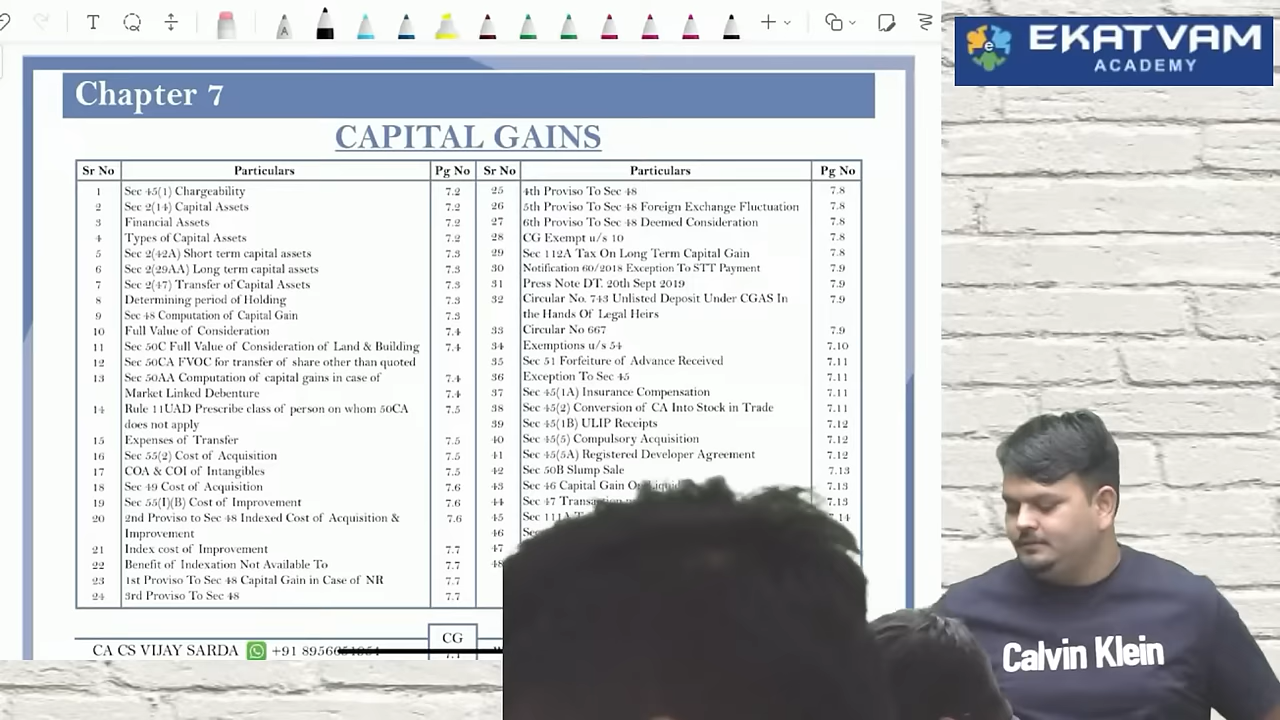 T
A
EKATVAM
ACADEMY
Chapter 7
CAPITAL GAINS
Sr No Particulars Pg No Sr No Particulars Pg No
1 Sec 45(1) Chargeability 7.2 25 4th Proviso To Sec 48 7.8
2 Sec 2(14) Capital Assets 7.2 26 5th Proviso To Sec 48 Foreign Exchange Fluctuation 7.8
3 Financial Assets 7.2 27 6th Proviso To Sec 48 Deemed Consideration 7.8
4 Types of Capital Assets 7.2 28 CG Exempt u/s 10 7.8
5 Sec 2(42A) Short term capital assets 7.3 29 Sec 112A Tax On Long Term Capital Gain 7.8
6 Sec 2(29AA) Long term capital assets 7.3 30 Notification 60/2018 Exception To STT Payment 7.9
7 Sec 2(47) Transfer of Capital Assets 7.3 31 Press Note DT. 20th Sept 2019 7.9
8 Determining period of Holding 7.3 32 Circular No. 743 Unlisted Deposit Under CGAS In 7.9
9 Sec 48 Computation of Capital Gain 7.3 the Hands Of Legal Heirs
10 Full Value of Consideration 7.4 33 Circular No 667 7.9
11 Sec 50C Full Value of Consideration of Land & Building 7.4 34 Exemptions u/s 54 7.10
12 Sec 50CA FVOC for transfer of share other than quoted 35 Sec 51 Forfeiture of Advance Received 7.11
13 Sec 50AA Computation of capital gains in case of 7.4 36 Exception To Sec 45 7.11
Market Linked Debenture 7.4 37 Sec 45(1A) Insurance Compensation 7.11
14 Rule 11UAD Prescribe class of person on whom 50CA 7.5 38 Sec 45(2) Conversion of CA Into Stock in Trade 7.11
does not apply 39 Sec 45(1B) ULIP Receipts 7.12
15 Expenses of Transfer 7.5 40 Sec 45(5) Compulsory Acquisition 7.12
16 Sec 55(2) Cost of Acquisition 7.5 41 Sec 45(5A) Registered Developer Agreement 7.12
17 COA & COI of Intangibles 7.5 42 Sec 50B Slump Sale 7.13
18 Sec 49 Cost of Acquisition 7.6 43 Sec 46 Capital Gain 7.13
19 Sec 55(1)(B) Cost of Improvement 7.6 44 Sec 47 7.13
20 2nd Proviso to Sec 48 Indexed Cost of Acquisition & 7.6 45 Sec 111A 7.14
Improvement 46
21 Index cost of Improvement 7.7 47
22 Benefit of Indexation Not Available To 7.7
23 1st Proviso To Sec 48 Capital Gain in Case of NR 7.7
24 3rd Proviso To Sec 48 7.7
CG
CA CS VIJAY SARDA +91 8956
Calvin Klein